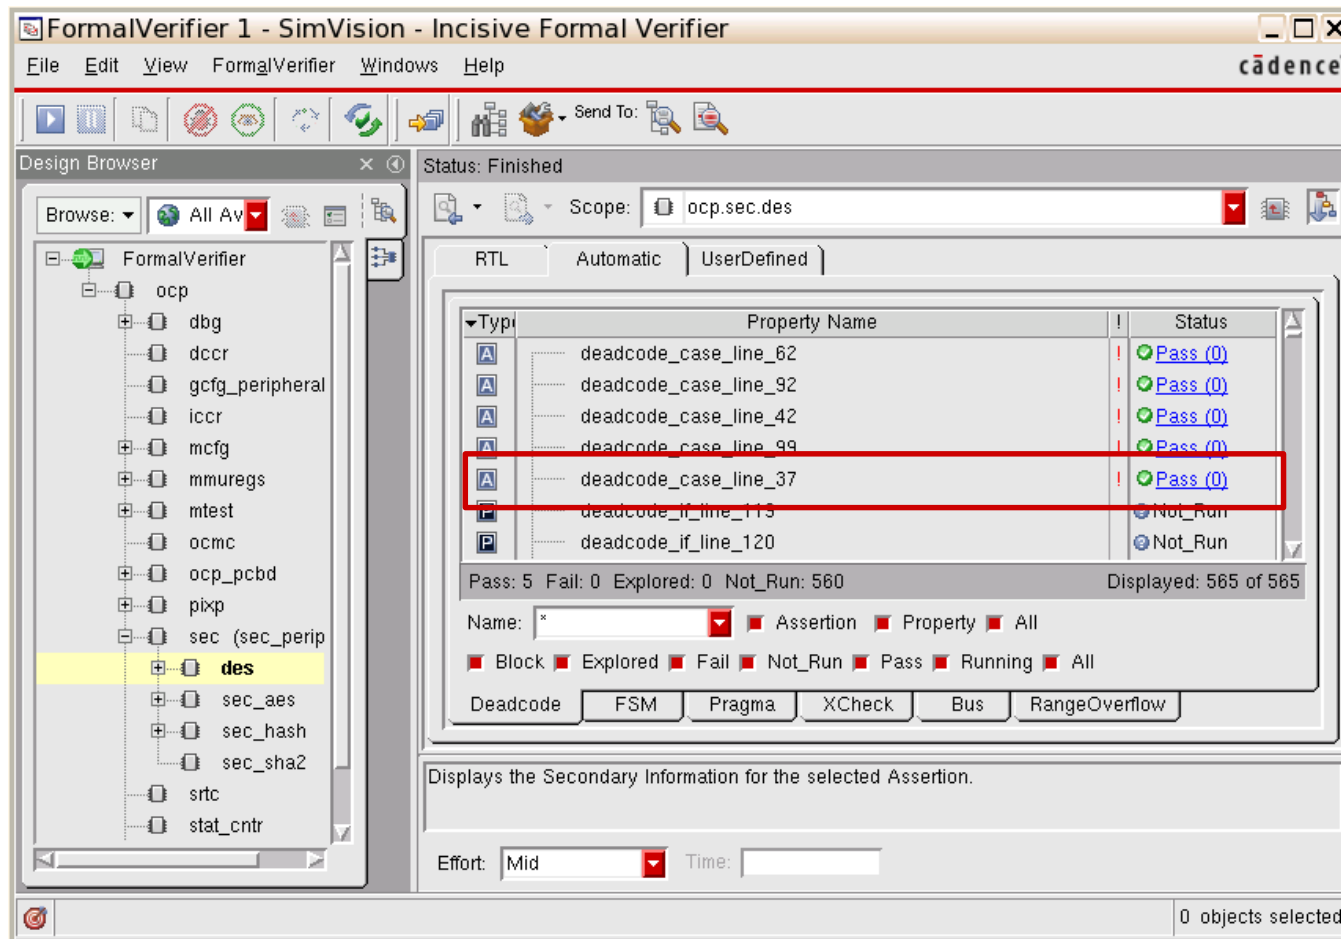 FormalVerifier 1 - SimVision - Incisive Formal Verifier
File Edit View FormalVerifier Windows Help
cādence
Send To:
Design Browser
Browse: All Av
FormalVerifier
ocp
dbg
dccr
gcfg_peripheral
iccr
mcfg
mmuregs
mtest
ocmc
ocp_pcbd
pixp
sec (sec_perip
des
sec_aes
sec_hash
sec_sha2
srtc
stat_cntr
Status: Finished
Scope: ocp.sec.des
RTL Automatic UserDefined
Type Property Name ! Status
A deadcode_case_line_62 ! Pass (0)
A deadcode_case_line_92 ! Pass (0)
A deadcode_case_line_42 ! Pass (0)
A deadcode_case_line_99 ! Pass (0)
A deadcode_case_line_37 ! Pass (0)
P deadcode_if_line_119 Not_Run
P deadcode_if_line_120 Not_Run
Pass: 5 Fail: 0 Explored: 0 Not_Run: 560 Displayed: 565 of 565
Name: * Assertion Property All
Block Explored Fail Not_Run Pass Running All
Deadcode FSM Pragma XCheck Bus RangeOverflow
Displays the Secondary Information for the selected Assertion.
Effort: Mid Time:
0 objects selected